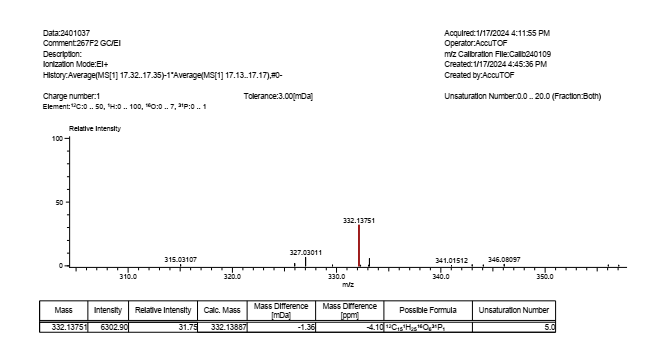 Data:2401037
Acquired:1/17/2024 4:11:55 PM
Comment:267F2 GC/EI
Operator:AccuTOF
Description:
m/z Calibration File:Calib240109
Ionization Mode:EI+
Created:1/17/2024 4:45:36 PM
History:Average(MS[1] 17.32..17.35)-1*Average(MS[1] 17.13..17.17),#0-
Created by:AccuTOF
Charge number:1
Tolerance:3.00[mDa]
Unsaturation Number:0.0 .. 20.0 (Fraction:Both)
Element:¹²C:0 .. 50, ¹H:0 .. 100, ¹⁶O:0 .. 7, ³¹P:0 .. 1
Relative Intensity
100
50
0
315.03107
327.03011
332.13751
341.01512
346.08097
310.0 320.0 330.0 340.0 350.0
m/z
Mass Intensity Relative Intensity Calc. Mass Mass Difference [mDa] Mass Difference [ppm] Possible Formula Unsaturation Number
332.13751 6302.90 31.75 332.13887 -1.36 -4.10 ¹²C₁₅¹H₂₅¹⁶O₆³¹P₁ 5.0